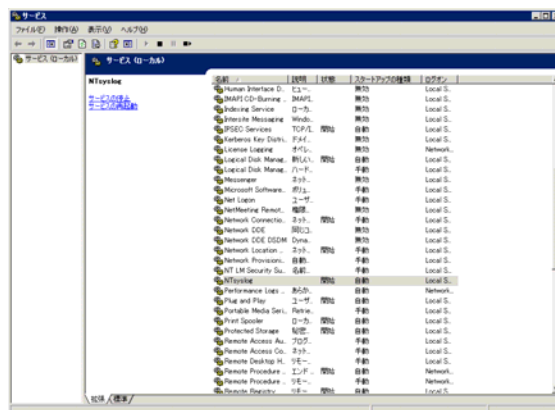 サービス
ファイル(F) 操作(A) 表示(V) ヘルプ(H)
サービス (ローカル)
サービス (ローカル)
NTsyslog
サービスの停止
サービスの再起動
名前 説明 状態 スタートアップの種類 ログオン
Human Interface D... ヒュー... 無効 Local S...
IMAPI CD-Burning ... IMAPI... 無効 Local S...
Indexing Service ローカ... 無効 Local S...
Intersite Messaging Windo... 無効 Local S...
IPSEC Services TCP/I... 開始 自動 Local S...
Kerberos Key Distri... ドメイ... 無効 Local S...
License Logging オペレ... 無効 Network...
Logical Disk Manag... 新しい... 開始 自動 Local S...
Logical Disk Manag... ハード... 手動 Local S...
Messenger ネット... 無効 Local S...
Microsoft Software... ボリュ... 手動 Local S...
Net Logon ユーザ... 手動 Local S...
NetMeeting Remot... 権限... 無効 Local S...
Network Connectio... ネット... 開始 手動 Local S...
Network DDE 同じコ... 無効 Local S...
Network DDE DSDM Dyna... 無効 Local S...
Network Location ... ネット... 開始 手動 Local S...
Network Provisioni... 自動... 手動 Local S...
NT LM Security Su... 名前... 手動 Local S...
NTsyslog 開始 自動 Local S...
Performance Logs ... あらか... 自動 Network...
Plug and Play ユーザ... 開始 自動 Local S...
Portable Media Seri... Retrie... 手動 Local S...
Print Spooler ローカ... 開始 自動 Local S...
Protected Storage 秘密... 開始 自動 Local S...
Remote Access Au... プログ... 手動 Local S...
Remote Access Co... ネット... 手動 Local S...
Remote Desktop H... リモー... 手動 Local S...
Remote Procedure ... エンド... 開始 自動 Network...
Remote Procedure ... リモー... 手動 Network...
Remote Registry リモー... 開始 自動 Local S...
拡張 標準